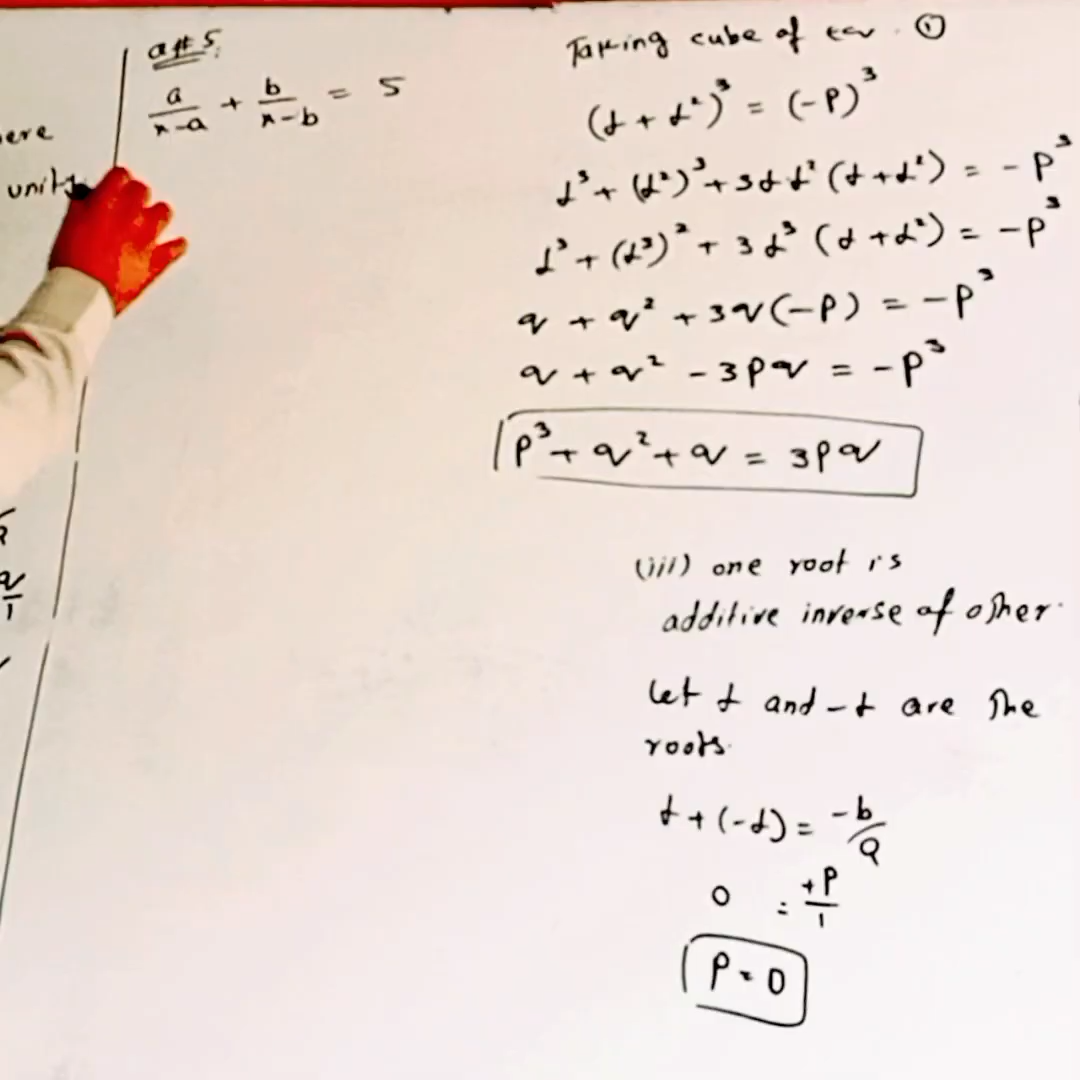 ere
units
Q# 5.
a/(x-a) + b/(x-b) = 5
Taking cube of eq. ①
(α + α²)³ = (-P)³
α³ + (α²)³ + 3αα² (α + α²) = -P³
α³ + (α³)² + 3α³ (α + α²) = -P³
q + q² + 3q(-P) = -P³
q + q² - 3Pq = -P³
P³ + q² + q = 3Pq
(iii) one root is
additive inverse of other.
Let α and -α are the
roots.
α + (-α) = -b/a
0 = +P/1
P = 0